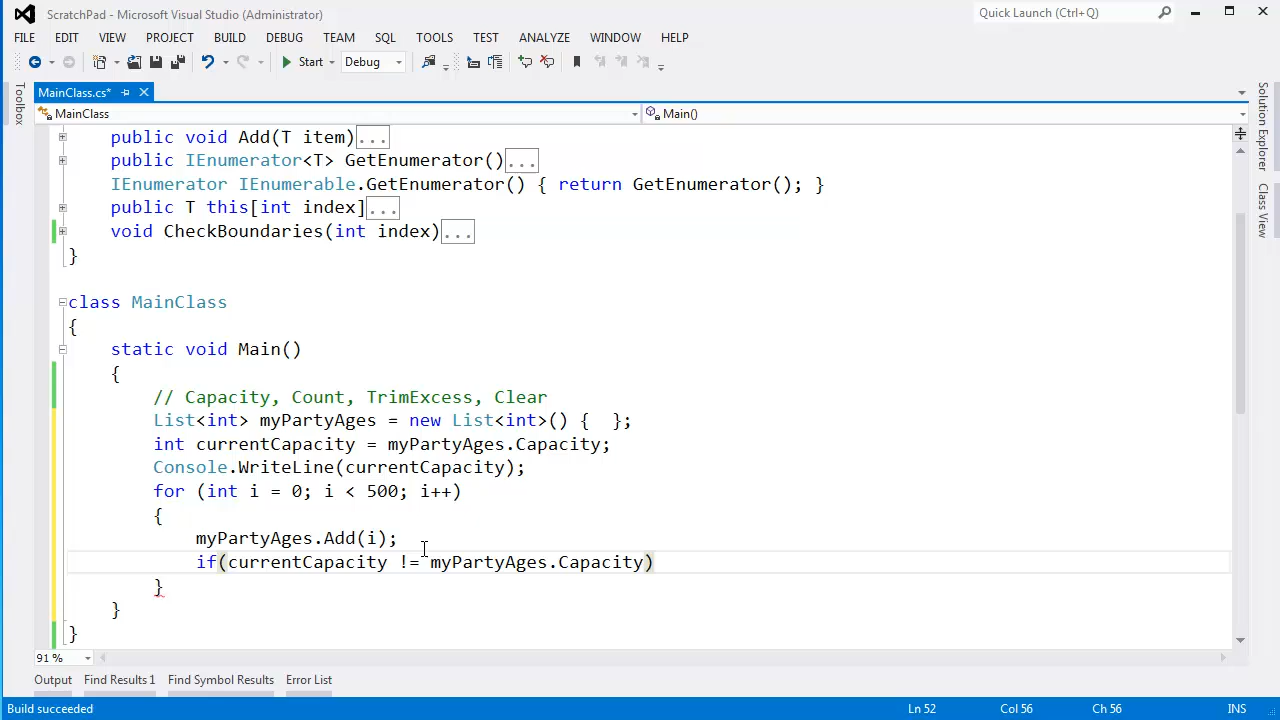 ScratchPad - Microsoft Visual Studio (Administrator)
Quick Launch (Ctrl+Q)
FILE EDIT VIEW PROJECT BUILD DEBUG TEAM SQL TOOLS TEST ANALYZE WINDOW HELP
Start Debug
MainClass.cs*
MainClass
Main()
Toolbox
Solution Explorer
Class View
public void Add(T item)...
public IEnumerator<T> GetEnumerator()...
IEnumerator IEnumerable.GetEnumerator() { return GetEnumerator(); }
public T this[int index]...
void CheckBoundaries(int index)...
}
class MainClass
{
static void Main()
{
// Capacity, Count, TrimExcess, Clear
List<int> myPartyAges = new List<int>() {  };
int currentCapacity = myPartyAges.Capacity;
Console.WriteLine(currentCapacity);
for (int i = 0; i < 500; i++)
{
myPartyAges.Add(i);
if(currentCapacity != myPartyAges.Capacity)
}
}
}
91 %
Output Find Results 1 Find Symbol Results Error List
Build succeeded Ln 52 Col 56 Ch 56 INS